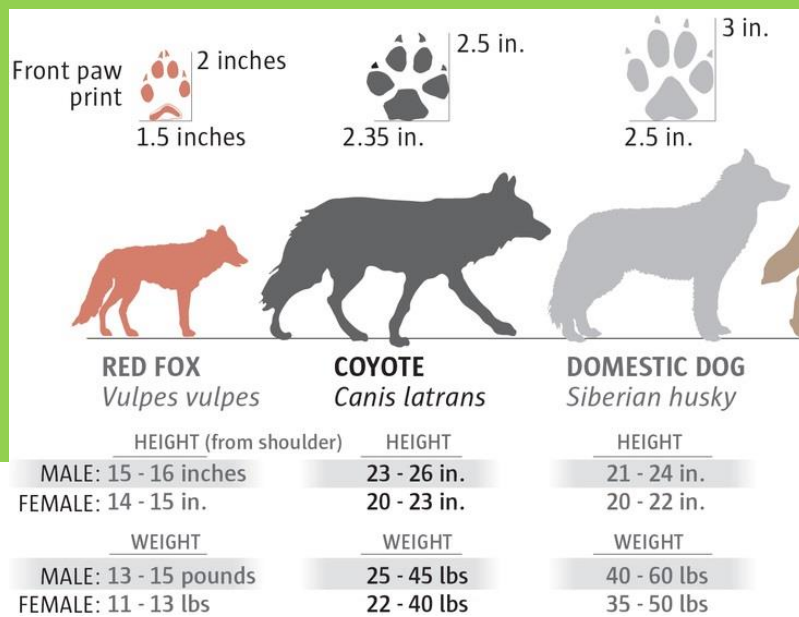 Front paw print
2 inches
1.5 inches
2.5 in.
2.35 in.
3 in.
2.5 in.
RED FOX
Vulpes vulpes
COYOTE
Canis latrans
DOMESTIC DOG
Siberian husky
HEIGHT (from shoulder) HEIGHT HEIGHT
MALE: 15 - 16 inches 23 - 26 in. 21 - 24 in.
FEMALE: 14 - 15 in. 20 - 23 in. 20 - 22 in.
WEIGHT WEIGHT WEIGHT
MALE: 13 - 15 pounds 25 - 45 lbs 40 - 60 lbs
FEMALE: 11 - 13 lbs 22 - 40 lbs 35 - 50 lbs